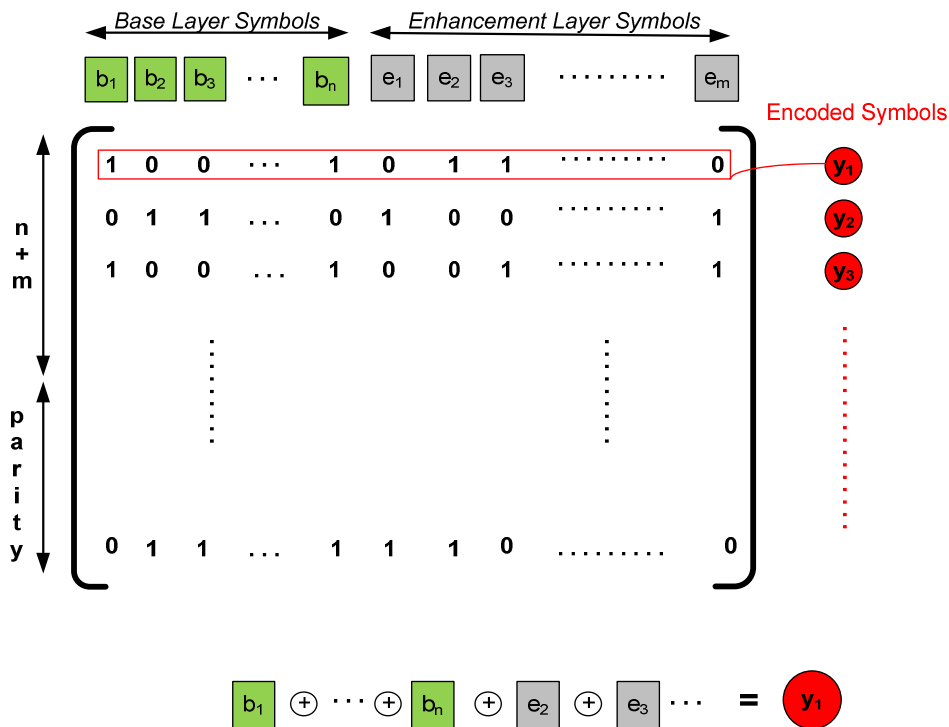 Base Layer Symbols Enhancement Layer Symbols
b1 b2 b3 ... bn e1 e2 e3 .......... em
Encoded Symbols
1 0 0 ... 1 0 1 1 ......... 0 y1
0 1 1 ... 0 1 0 0 ......... 1 y2
1 0 0 ... 1 0 0 1 ......... 1 y3
n+m
parity
0 1 1 ... 1 1 1 0 ......... 0
b1 + ... + bn + e2 + e3 ... = y1